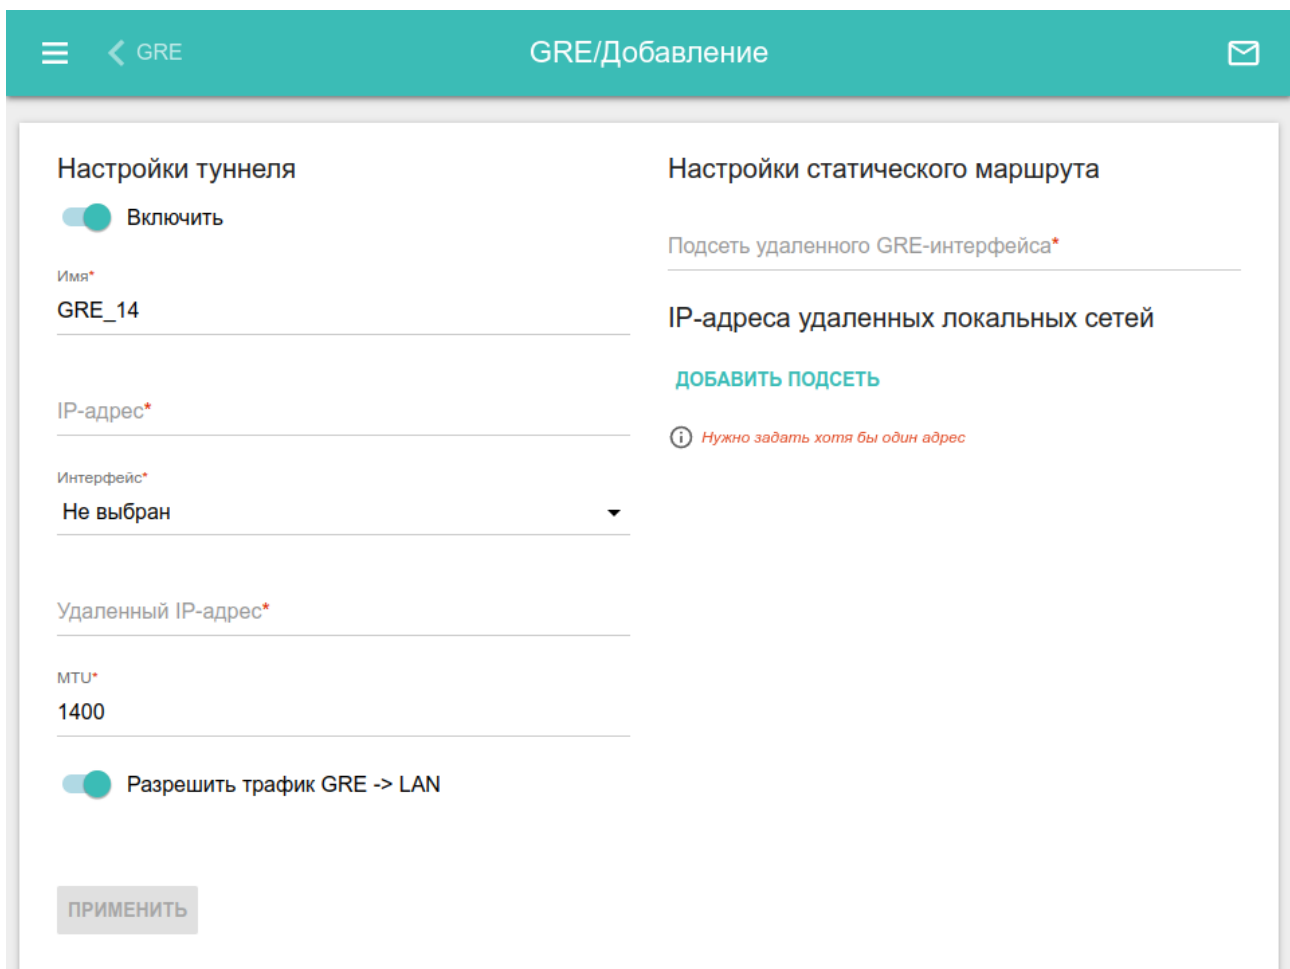 GRE
GRE/Добавление
Настройки туннеля
Включить
Имя*
GRE_14
IP-адрес*
Интерфейс*
Не выбран
Удаленный IP-адрес*
MTU*
1400
Разрешить трафик GRE -> LAN
ПРИМЕНИТЬ
Настройки статического маршрута
Подсеть удаленного GRE-интерфейса*
IP-адреса удаленных локальных сетей
ДОБАВИТЬ ПОДСЕТЬ
Нужно задать хотя бы один адрес